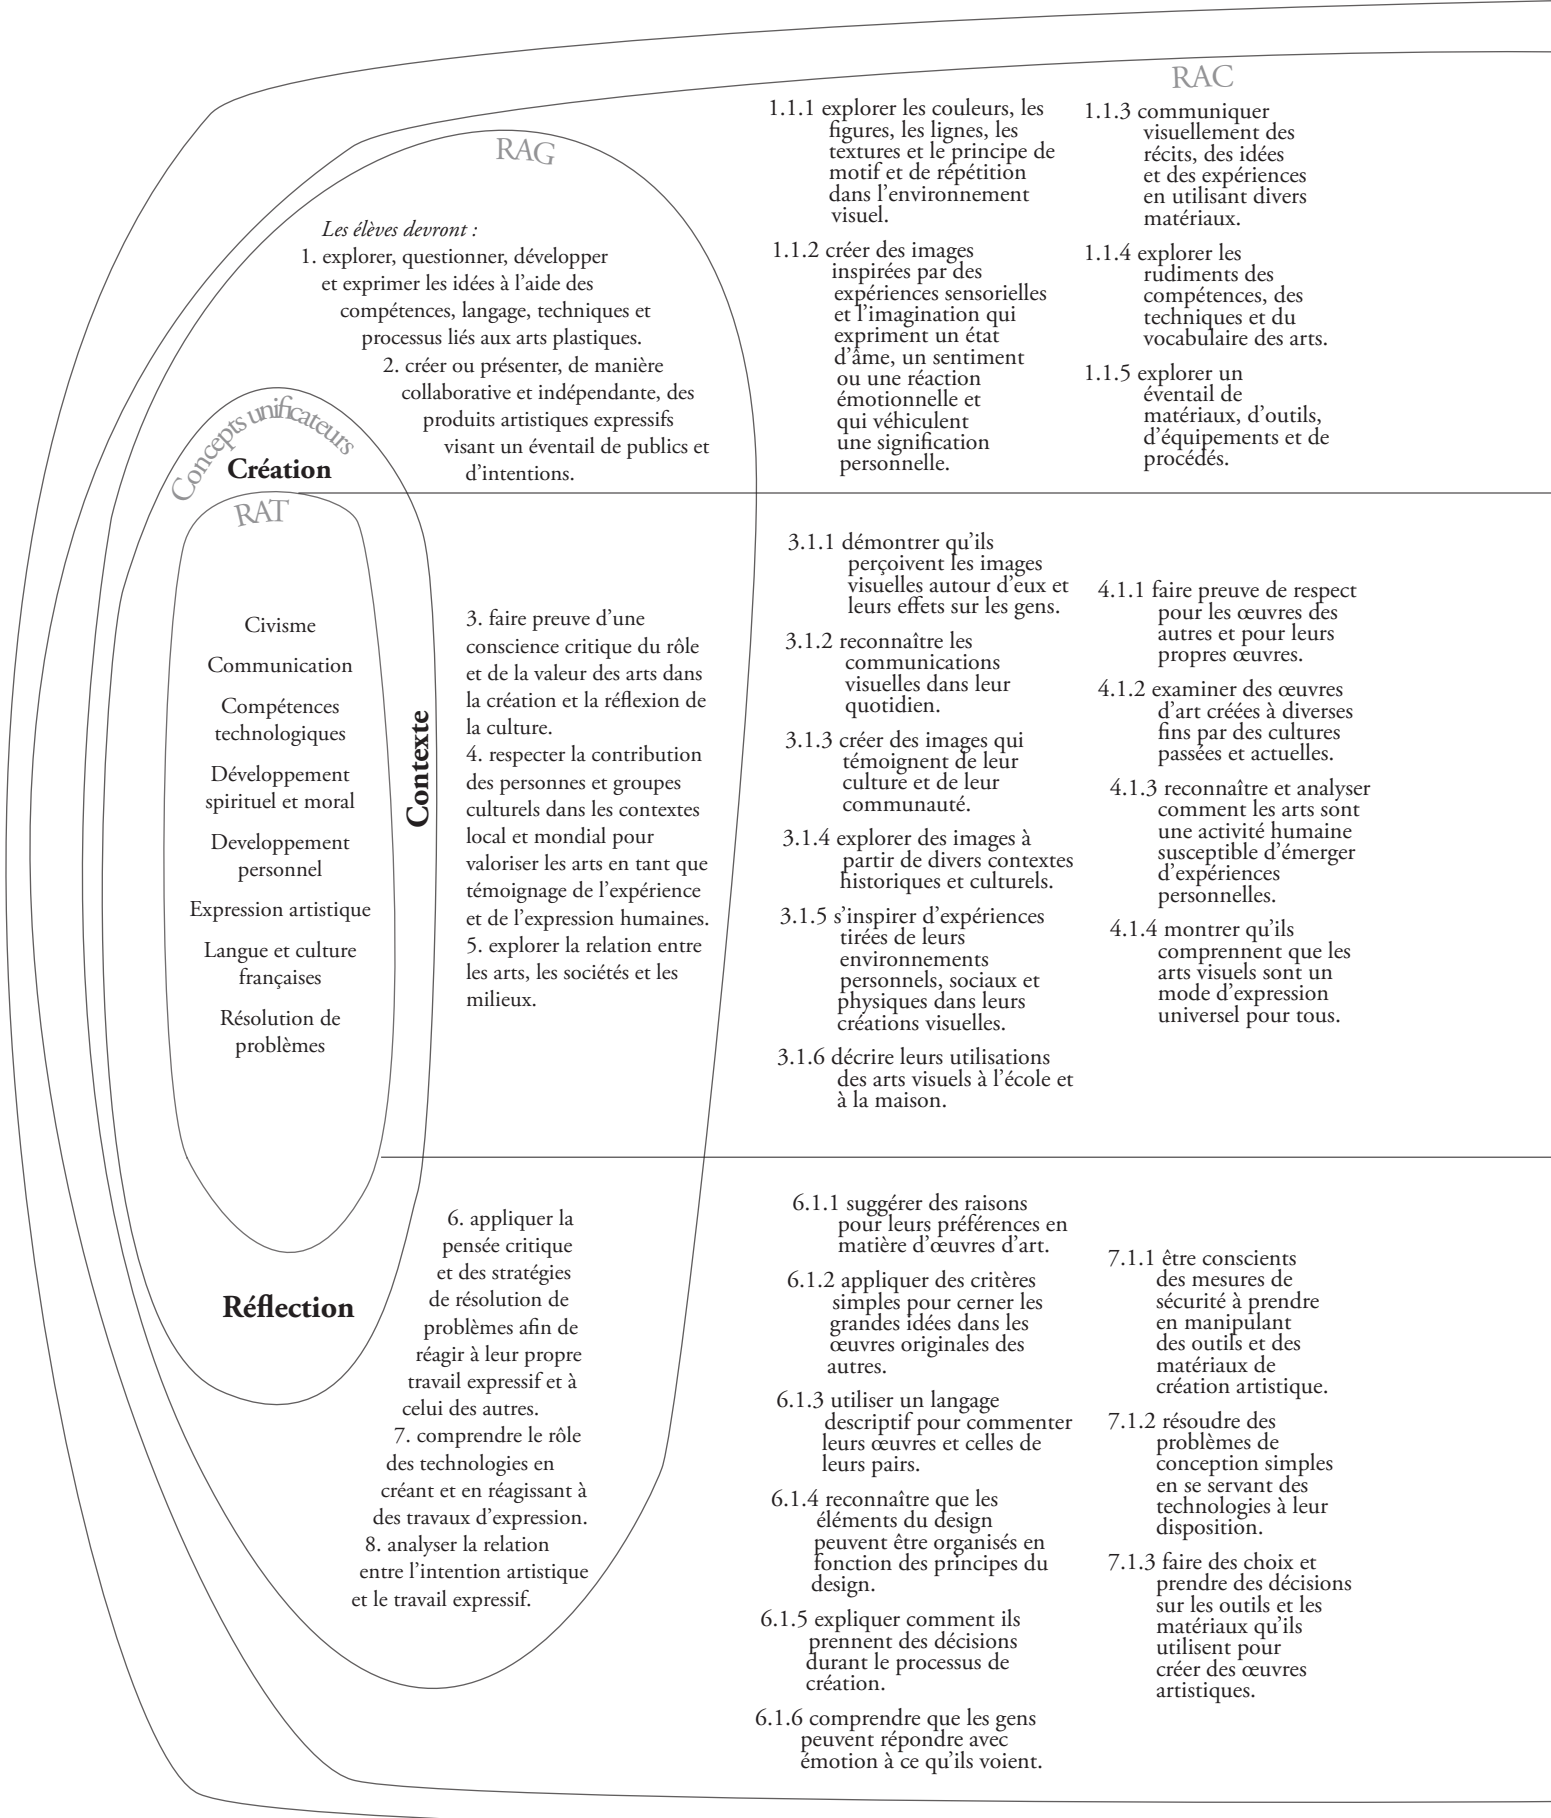 RAC
RAG
Les élèves devront :
1. explorer, questionner, développer
et exprimer les idées à l'aide des
compétences, langage, techniques et
processus liés aux arts plastiques.
2. créer ou présenter, de manière
collaborative et indépendante, des
produits artistiques expressifs
visant un éventail de publics et
d'intentions.
Concepts unificateurs
Création
RAT
Civisme
Communication
Compétences
technologiques
Développement
spirituel et moral
Developpement
personnel
Expression artistique
Langue et culture
françaises
Résolution de
problèmes
Contexte
3. faire preuve d'une
conscience critique du rôle
et de la valeur des arts dans
la création et la réflexion de
la culture.
4. respecter la contribution
des personnes et groupes
culturels dans les contextes
local et mondial pour
valoriser les arts en tant que
témoignage de l'expérience
et de l'expression humaines.
5. explorer la relation entre
les arts, les sociétés et les
milieux.
Réflection
6. appliquer la
pensée critique
et des stratégies
de résolution de
problèmes afin de
réagir à leur propre
travail expressif et à
celui des autres.
7. comprendre le rôle
des technologies en
créant et en réagissant à
des travaux d'expression.
8. analyser la relation
entre l'intention artistique
et le travail expressif.
1.1.1 explorer les couleurs, les
figures, les lignes, les
textures et le principe de
motif et de répétition
dans l'environnement
visuel.
1.1.2 créer des images
inspirées par des
expériences sensorielles
et l'imagination qui
expriment un état
d'âme, un sentiment
ou une réaction
émotionnelle et
qui véhiculent
une signification
personnelle.
1.1.3 communiquer
visuellement des
récits, des idées
et des expériences
en utilisant divers
matériaux.
1.1.4 explorer les
rudiments des
compétences, des
techniques et du
vocabulaire des arts.
1.1.5 explorer un
éventail de
matériaux, d'outils,
d'équipements et de
procédés.
3.1.1 démontrer qu'ils
perçoivent les images
visuelles autour d'eux et
leurs effets sur les gens.
3.1.2 reconnaître les
communications
visuelles dans leur
quotidien.
3.1.3 créer des images qui
témoignent de leur
culture et de leur
communauté.
3.1.4 explorer des images à
partir de divers contextes
historiques et culturels.
3.1.5 s'inspirer d'expériences
tirées de leurs
environnements
personnels, sociaux et
physiques dans leurs
créations visuelles.
3.1.6 décrire leurs utilisations
des arts visuels à l'école et
à la maison.
4.1.1 faire preuve de respect
pour les œuvres des
autres et pour leurs
propres œuvres.
4.1.2 examiner des œuvres
d'art créées à diverses
fins par des cultures
passées et actuelles.
4.1.3 reconnaître et analyser
comment les arts sont
une activité humaine
susceptible d'émerger
d'expériences
personnelles.
4.1.4 montrer qu'ils
comprennent que les
arts visuels sont un
mode d'expression
universel pour tous.
6.1.1 suggérer des raisons
pour leurs préférences en
matière d'œuvres d'art.
6.1.2 appliquer des critères
simples pour cerner les
grandes idées dans les
œuvres originales des
autres.
6.1.3 utiliser un langage
descriptif pour commenter
leurs œuvres et celles de
leurs pairs.
6.1.4 reconnaître que les
éléments du design
peuvent être organisés en
fonction des principes du
design.
6.1.5 expliquer comment ils
prennent des décisions
durant le processus de
création.
6.1.6 comprendre que les gens
peuvent répondre avec
émotion à ce qu'ils voient.
7.1.1 être conscients
des mesures de
sécurité à prendre
en manipulant
des outils et des
matériaux de
création artistique.
7.1.2 résoudre des
problèmes de
conception simples
en se servant des
technologies à leur
disposition.
7.1.3 faire des choix et
prendre des décisions
sur les outils et les
matériaux qu'ils
utilisent pour
créer des œuvres
artistiques.